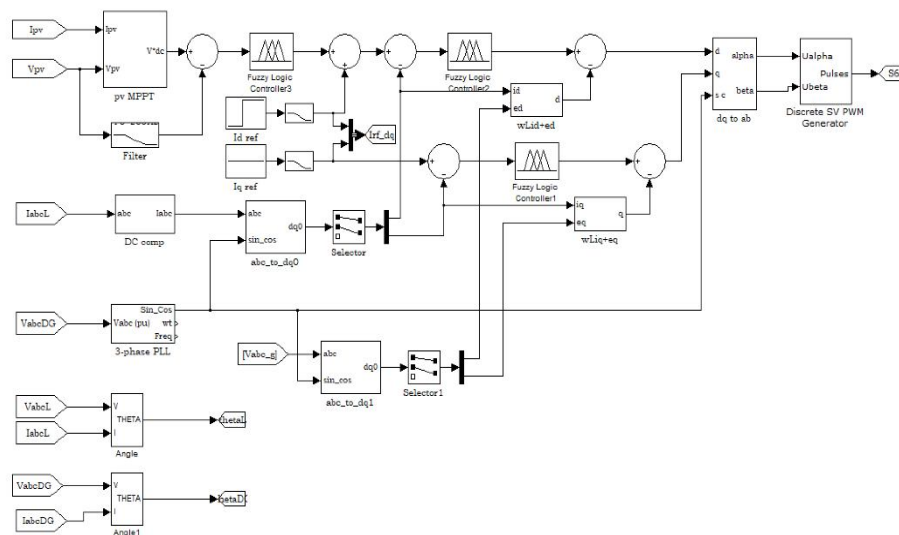 Ipv
Ipv
V*dc
Vpv
Vpv
pv MPPT
Fuzzy Logic
Controller3
Fuzzy Logic
Controller2
Filter
Id ref
Irf_dq
Iq ref
id
ed
d
wLid+ed
Fuzzy Logic
Controller1
iq
eq
q
wLiq+eq
d
q
s c
alpha
beta
dq to ab
Ualpha
Pulses
Ubeta
Discrete SV PWM
Generator
S6
IabcL
abc
Iabc
DC comp
abc
dq0
sin_cos
abc_to_dq0
Selector
VabcDG
Vabc (pu)
Sin_Cos
wt
Freq
3-phase PLL
[Vabc_g]
abc
dq0
sin_cos
abc_to_dq1
Selector1
VabcL
V
THETA
IabcL
I
Angle
VabcDG
V
THETA
IabcDG
I
Angle1